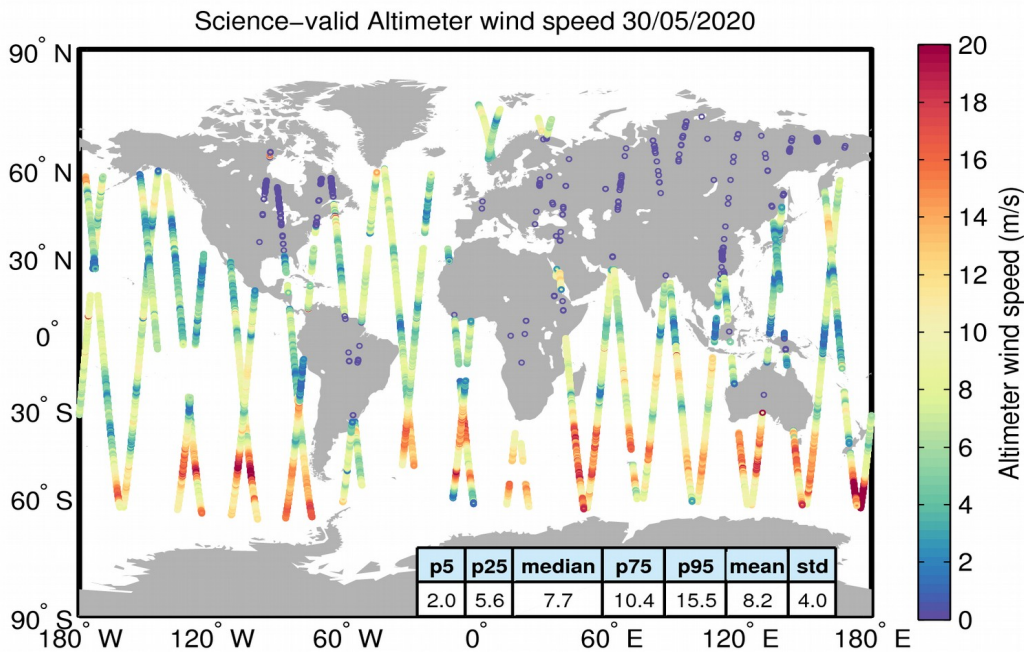 Science−valid Altimeter wind speed 30/05/2020
90° N
60° N
30° N
0°
30° S
60° S
90° S
180° W
120° W
60° W
0°
60° E
120° E
180° E
p5 p25 median p75 p95 mean std
2.0 5.6 7.7 10.4 15.5 8.2 4.0
20
18
16
14
12
10
8
6
4
2
0
Altimeter wind speed (m/s)